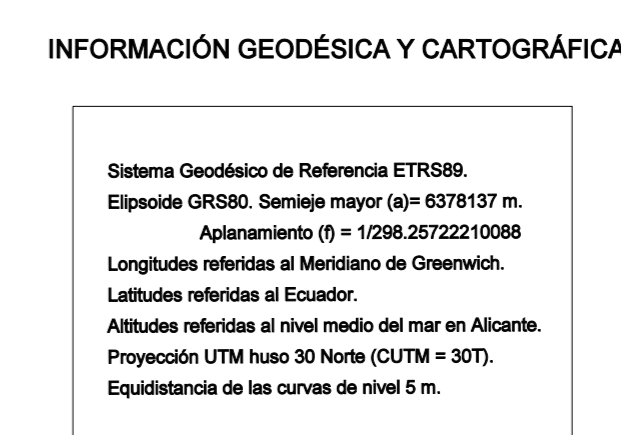 INFORMACIÓN GEODÉSICA Y CARTOGRÁFICA
Sistema Geodésico de Referencia ETRS89.
Elipsoide GRS80. Semieje mayor (a)= 6378137 m.
Aplanamiento (f) = 1/298.25722210088
Longitudes referidas al Meridiano de Greenwich.
Latitudes referidas al Ecuador.
Altitudes referidas al nivel medio del mar en Alicante.
Proyección UTM huso 30 Norte (CUTM = 30T).
Equidistancia de las curvas de nivel 5 m.